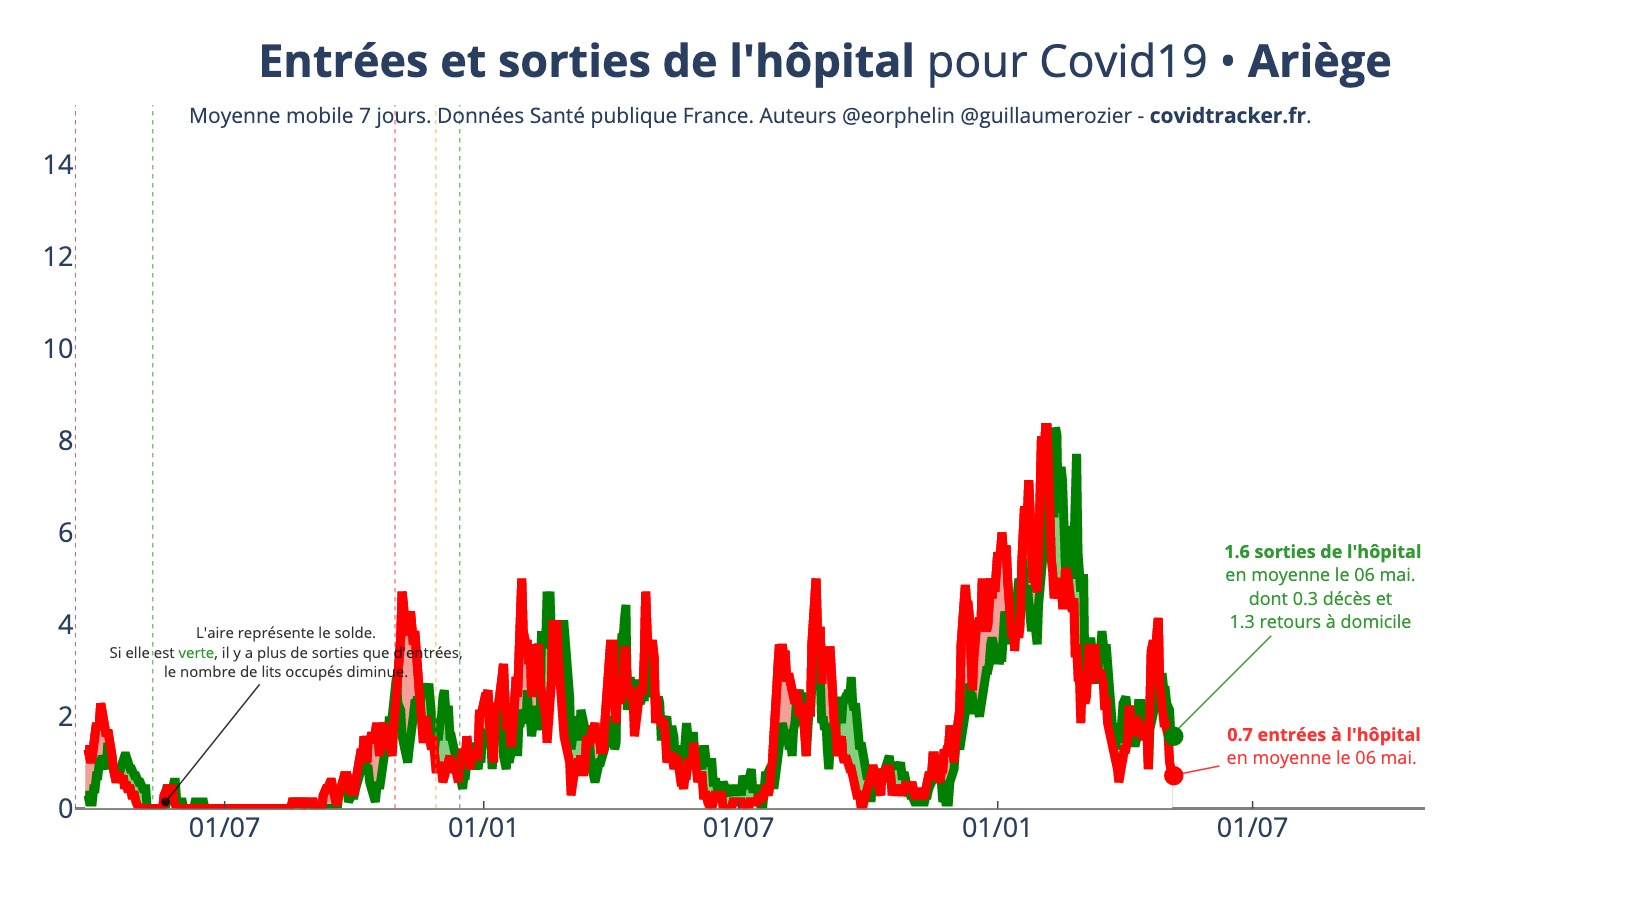 Entrées et sorties de l'hôpital pour Covid19 • Ariège
Moyenne mobile 7 jours. Données Santé publique France. Auteurs @eorphelin @guillaumerozier - covidtracker.fr.
14
12
10
8
6
4
2
0
L'aire représente le solde.
Si elle est verte, il y a plus de sorties que d'entrées,
le nombre de lits occupés diminue.
1.6 sorties de l'hôpital
en moyenne le 06 mai.
dont 0.3 décès et
1.3 retours à domicile
0.7 entrées à l'hôpital
en moyenne le 06 mai.
01/07
01/01
01/07
01/01
01/07